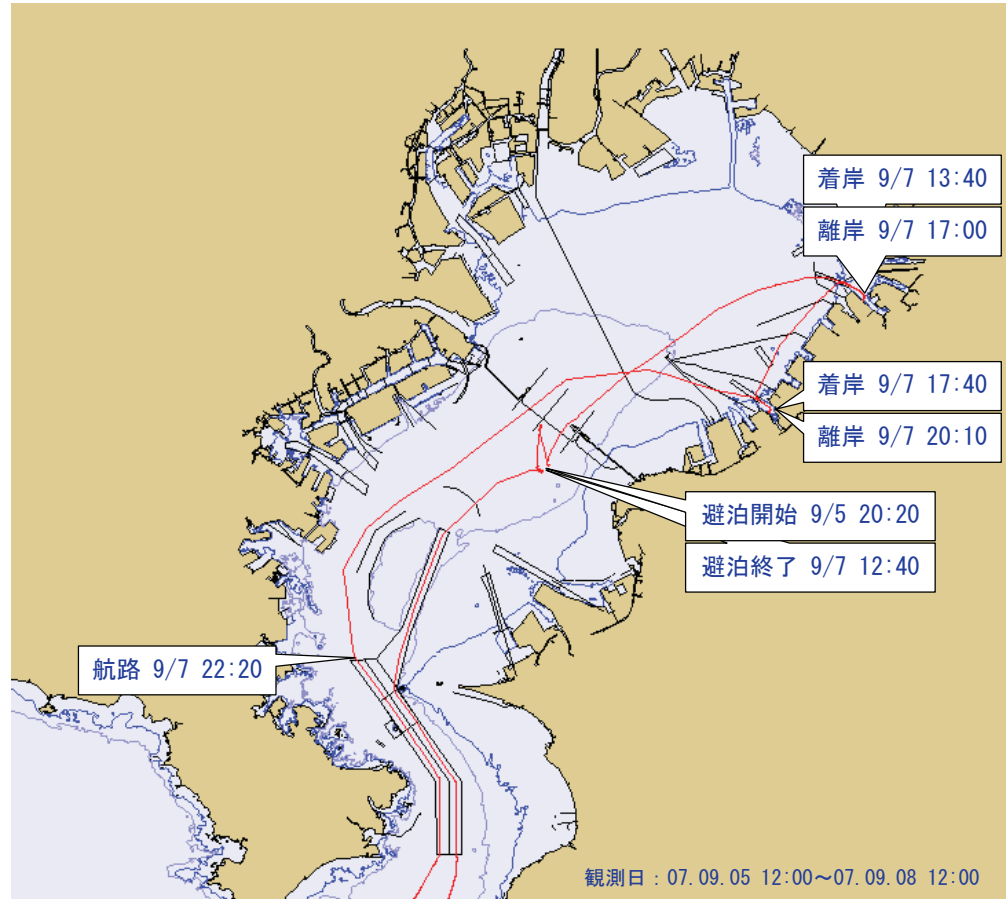 着岸 9/7 13:40
離岸 9/7 17:00
着岸 9/7 17:40
離岸 9/7 20:10
避泊開始 9/5 20:20
避泊終了 9/7 12:40
航路 9/7 22:20
観測日：07.09.05 12:00～07.09.08 12:00